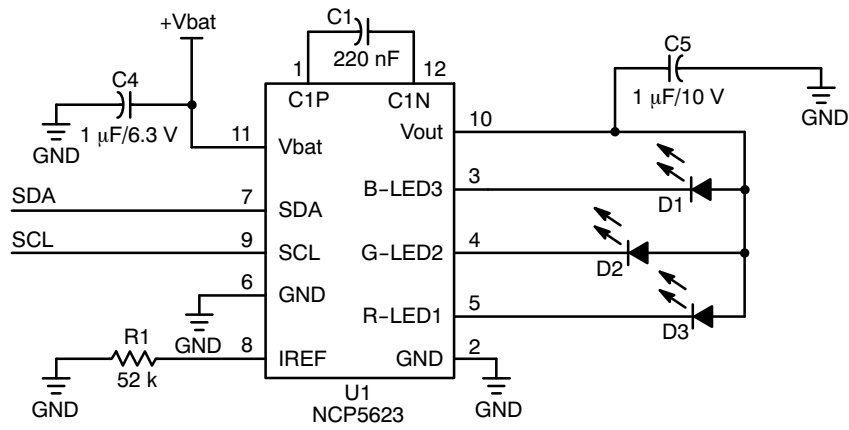 +Vbat
C1
220 nF
1
12
C4
1 μF/6.3 V
GND
C5
1 μF/10 V
GND
C1P
C1N
11
Vbat
Vout
10
SDA
7
SDA
B-LED3
3
D1
SCL
9
SCL
G-LED2
4
D2
6
GND
GND
R-LED1
5
D3
R1
52 k
GND
8
IREF
GND
2
GND
U1
NCP5623